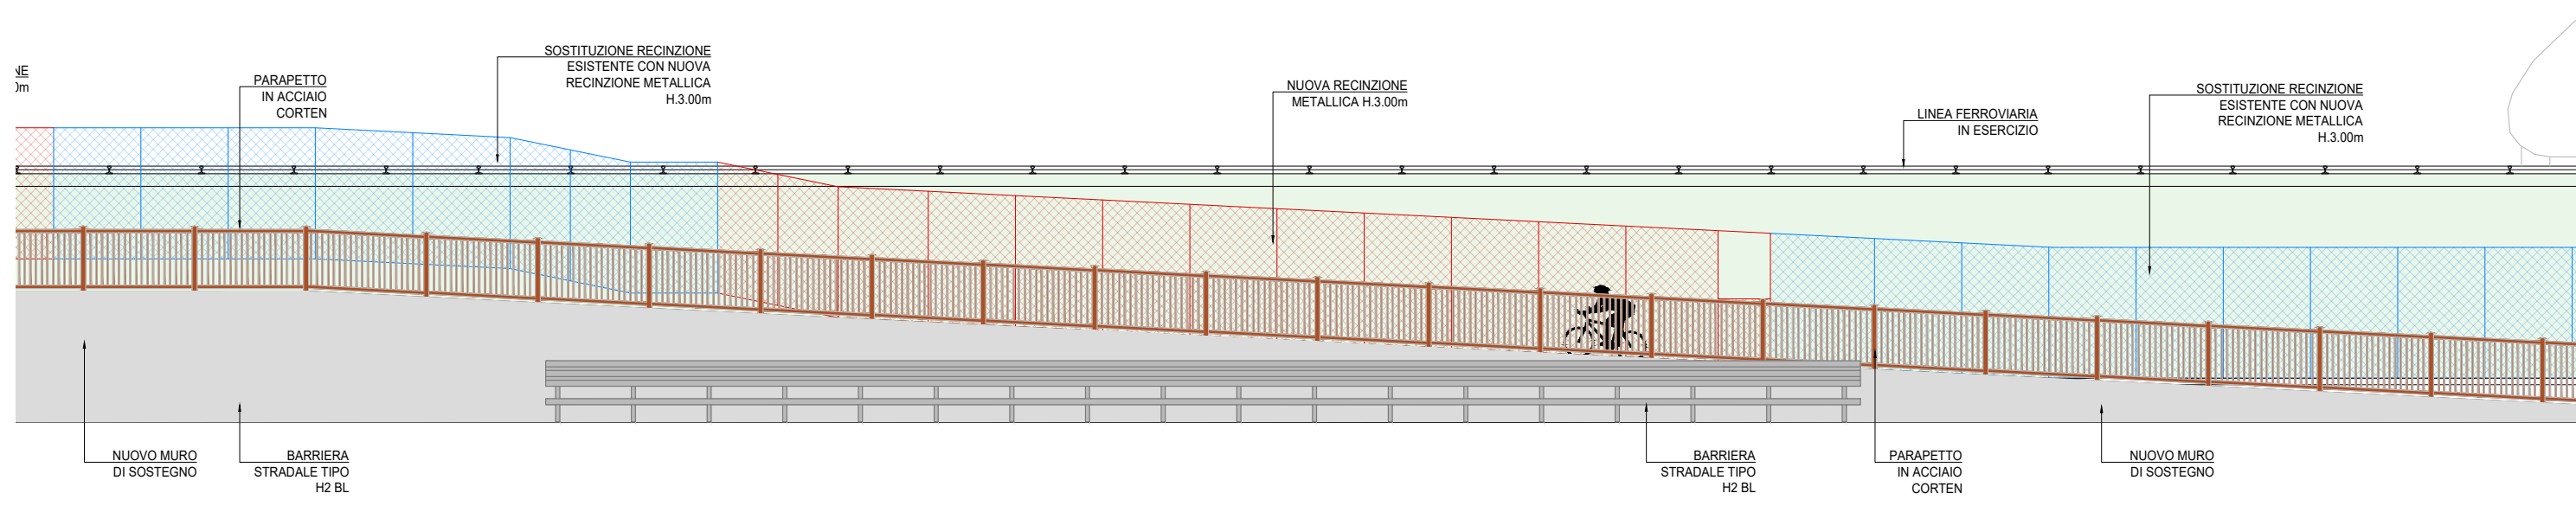 SOSTITUZIONE RECINZIONE
ESISTENTE CON NUOVA
RECINZIONE METALLICA
H.3.00m
PARAPETTO
IN ACCIAIO
CORTEN
NUOVA RECINZIONE
METALLICA H.3.00m
LINEA FERROVIARIA
IN ESERCIZIO
SOSTITUZIONE RECINZIONE
ESISTENTE CON NUOVA
RECINZIONE METALLICA
H.3.00m
NUOVO MURO
DI SOSTEGNO
BARRIERA
STRADALE TIPO
H2 BL
BARRIERA
STRADALE TIPO
H2 BL
PARAPETTO
IN ACCIAIO
CORTEN
NUOVO MURO
DI SOSTEGNO